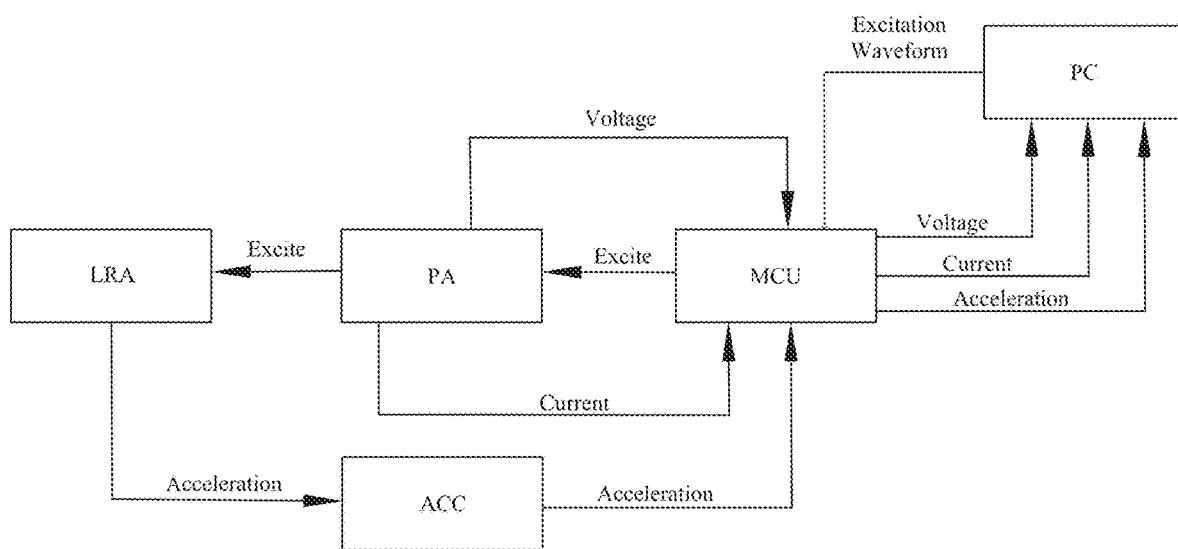 Excitation
Waveform
PC
Voltage
Voltage
Excite
Excite
LRA
PA
MCU
Current
Acceleration
Current
Acceleration
ACC
Acceleration